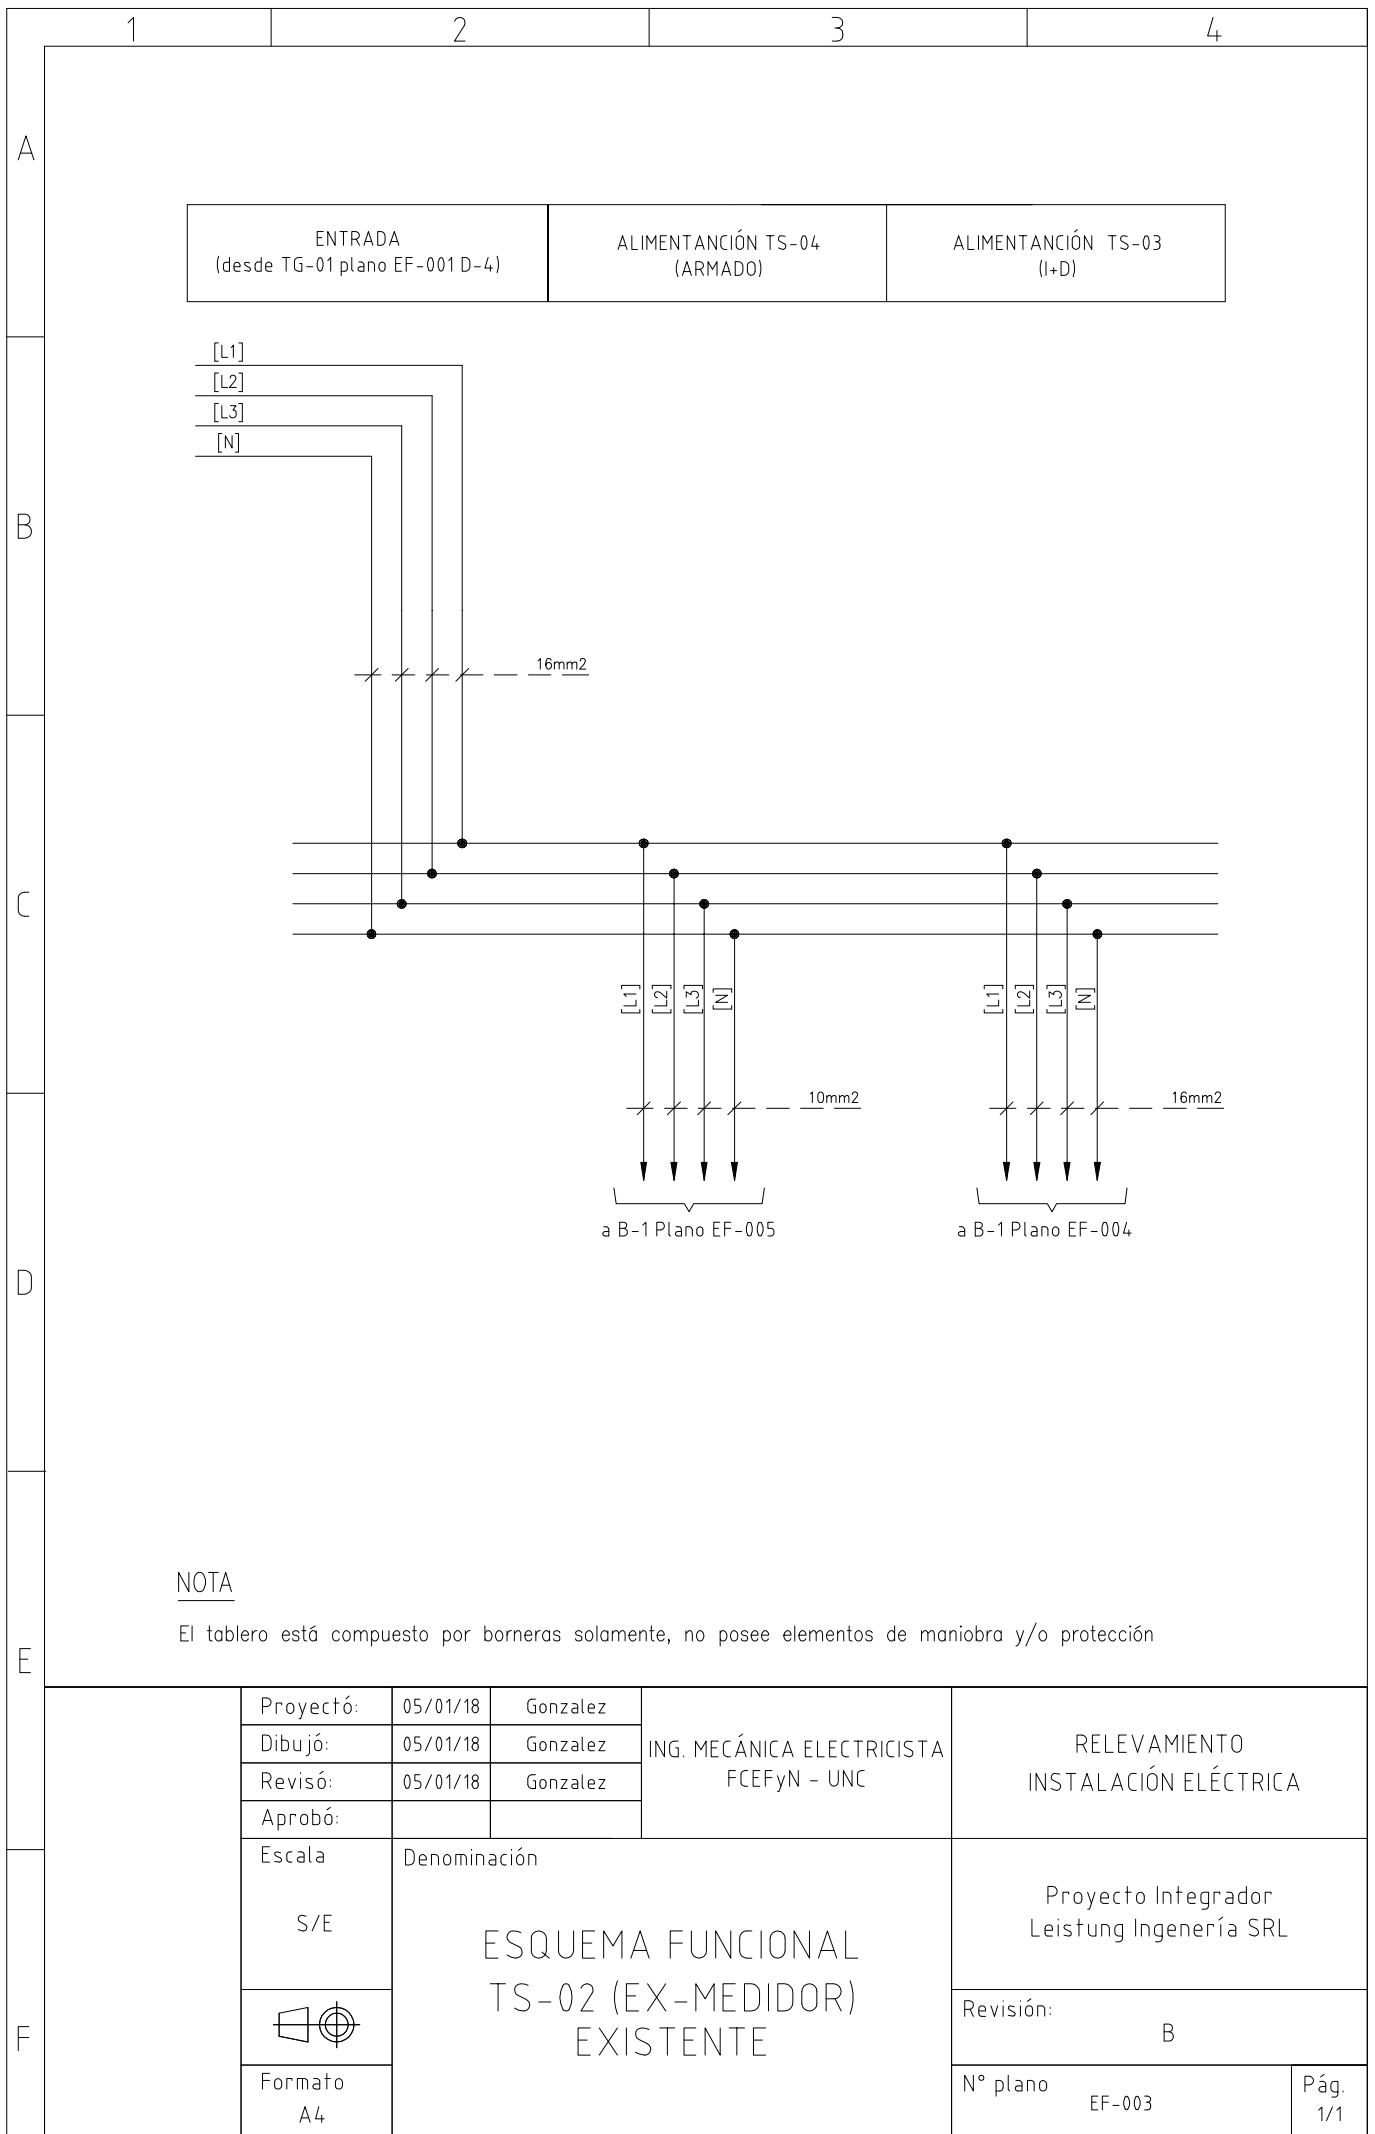 1 2 3 4
A
ENTRADA
(desde TG-01 plano EF-001 D-4)
ALIMENTANCIÓN TS-04
(ARMADO)
ALIMENTANCIÓN TS-03
(I+D)
[L1]
[L2]
[L3]
[N]
B
16mm2
C
[L1] [L2] [L3] [N]
[L1] [L2] [L3] [N]
10mm2
16mm2
a B-1 Plano EF-005
a B-1 Plano EF-004
D
NOTA
El tablero está compuesto por borneras solamente, no posee elementos de maniobra y/o protección
E
Proyectó: 05/01/18 Gonzalez
Dibujó: 05/01/18 Gonzalez
Revisó: 05/01/18 Gonzalez
Aprobó:
ING. MECÁNICA ELECTRICISTA
FCEFyN - UNC
RELEVAMIENTO
INSTALACIÓN ELÉCTRICA
Escala
S/E
Denominación
ESQUEMA FUNCIONAL
TS-02 (EX-MEDIDOR)
EXISTENTE
Proyecto Integrador
Leistung Ingenería SRL
Revisión:
B
F
Formato
A4
N° plano
EF-003
Pág.
1/1